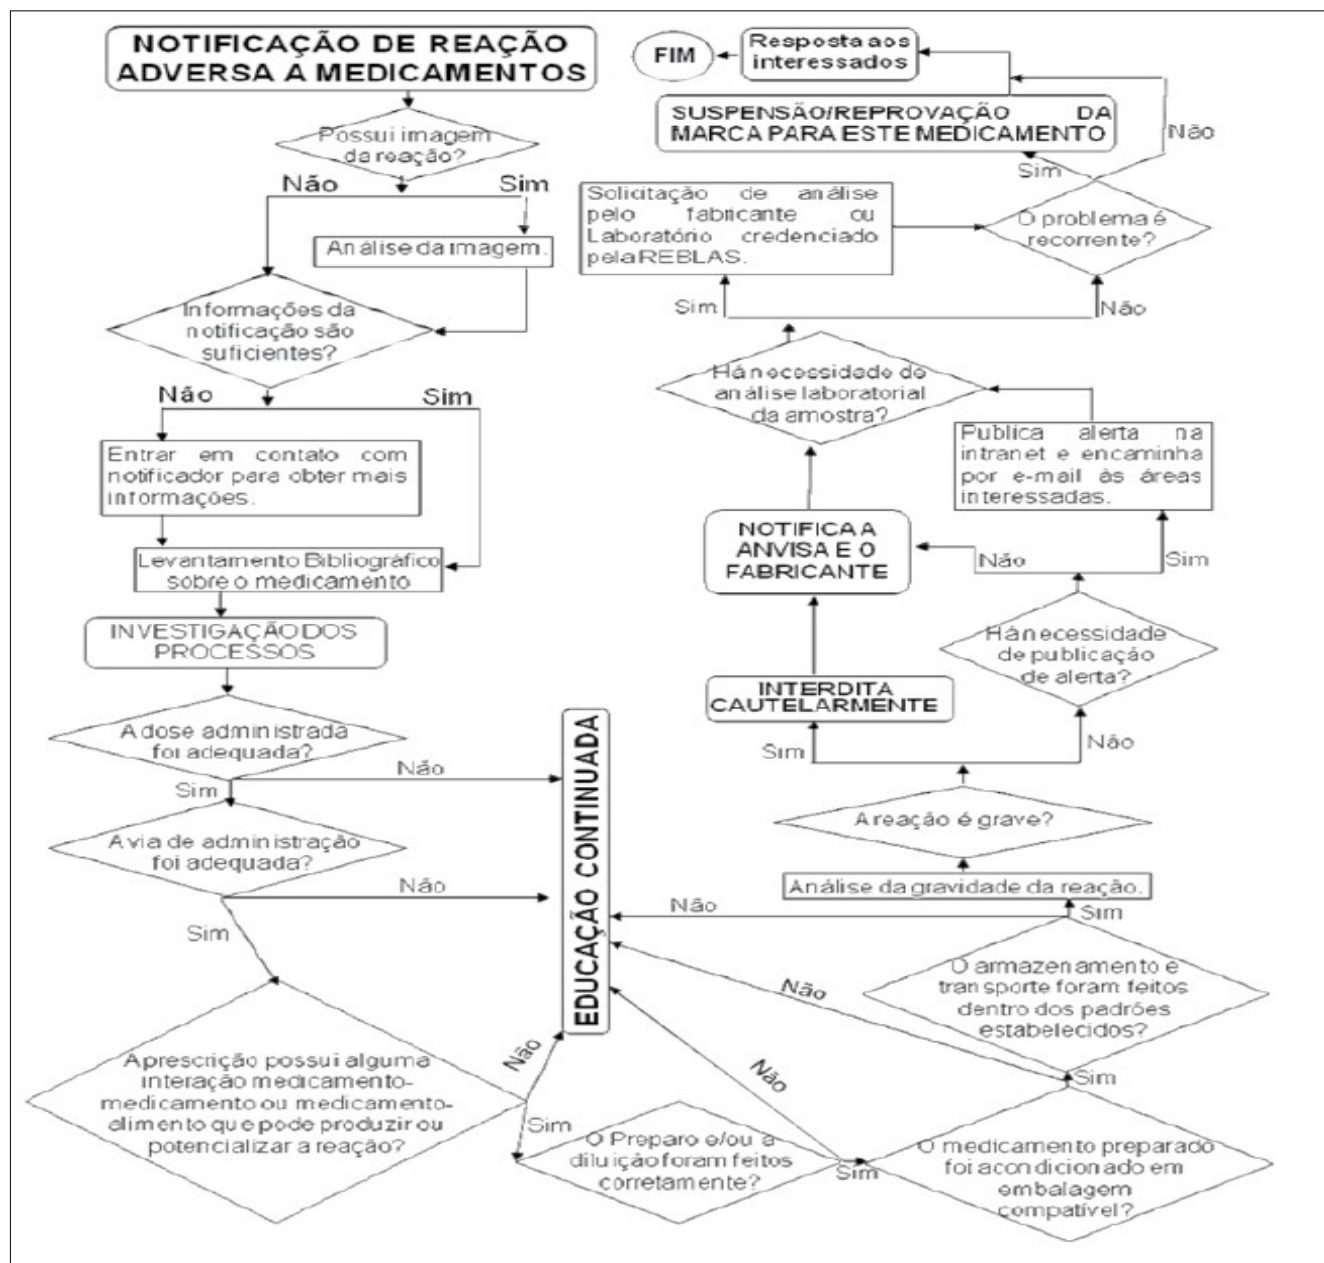 NOTIFICAÇÃO DE REAÇÃO
ADVERSA A MEDICAMENTOS
Possui imagem
da reação?
Não
Sim
Análise da imagem.
Informações da
notificação são
suficientes?
Não
Sim
Entrar em contato com
notificador para obter mais
informações.
Levantamento Bibliográfico
sobre o medicamento
INVESTIGAÇÃO DOS
PROCESSOS
A dose administrada
foi adequada?
Não
Sim
A via de administração
foi adequada?
Não
Sim
A prescrição possui alguma
interação medicamento-
medicamento ou medicamento-
alimento que pode produzir ou
potencializar a reação?
Não
Sim
EDUCAÇÃO CONTINUADA
O Preparo e/ou a
diluição foram feitos
corretamente?
Não
Sim
O medicamento preparado
foi acondicionado em
embalagem
compatível?
Não
Sim
O armazenamento e
transporte foram feitos
dentro dos padrões
estabelecidos?
Não
Sim
Análise da gravidade da reação.
A reação é grave?
Sim
Não
INTERDITA
CAUTELARMENTE
Há necessidade
de publicação
de alerta?
Não
Sim
NOTIFICA A
ANVISA E O
FABRICANTE
Publica alerta na
intranet e encaminha
por e-mail às áreas
interessadas.
Há necessidade de
análise laboratorial
da amostra?
Sim
Não
Solicitação de análise
pelo fabricante ou
Laboratório credenciado
pela REBLAS.
O problema é
recorrente?
Sim
Não
SUSPENSÃO/REPROVAÇÃO DA
MARCA PARA ESTE MEDICAMENTO
Resposta aos
interessados
FIM